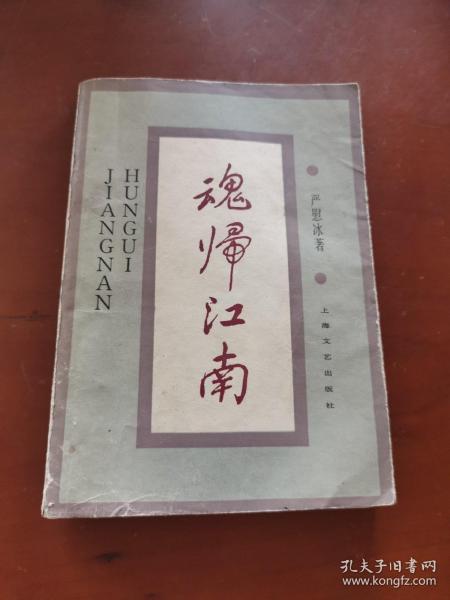 HUNGUI
JIANGNAN
魂帰江南
严慰冰著
上海文艺出版社
孔夫子旧书网
www.kongfz.com